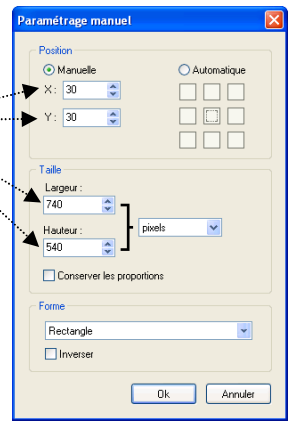 Paramétrage manuel
Position
Manuelle
Automatique
X : 30
Y : 30
Taille
Largeur :
740
pixels
Hauteur :
540
Conserver les proportions
Forme
Rectangle
Inverser
Ok
Annuler